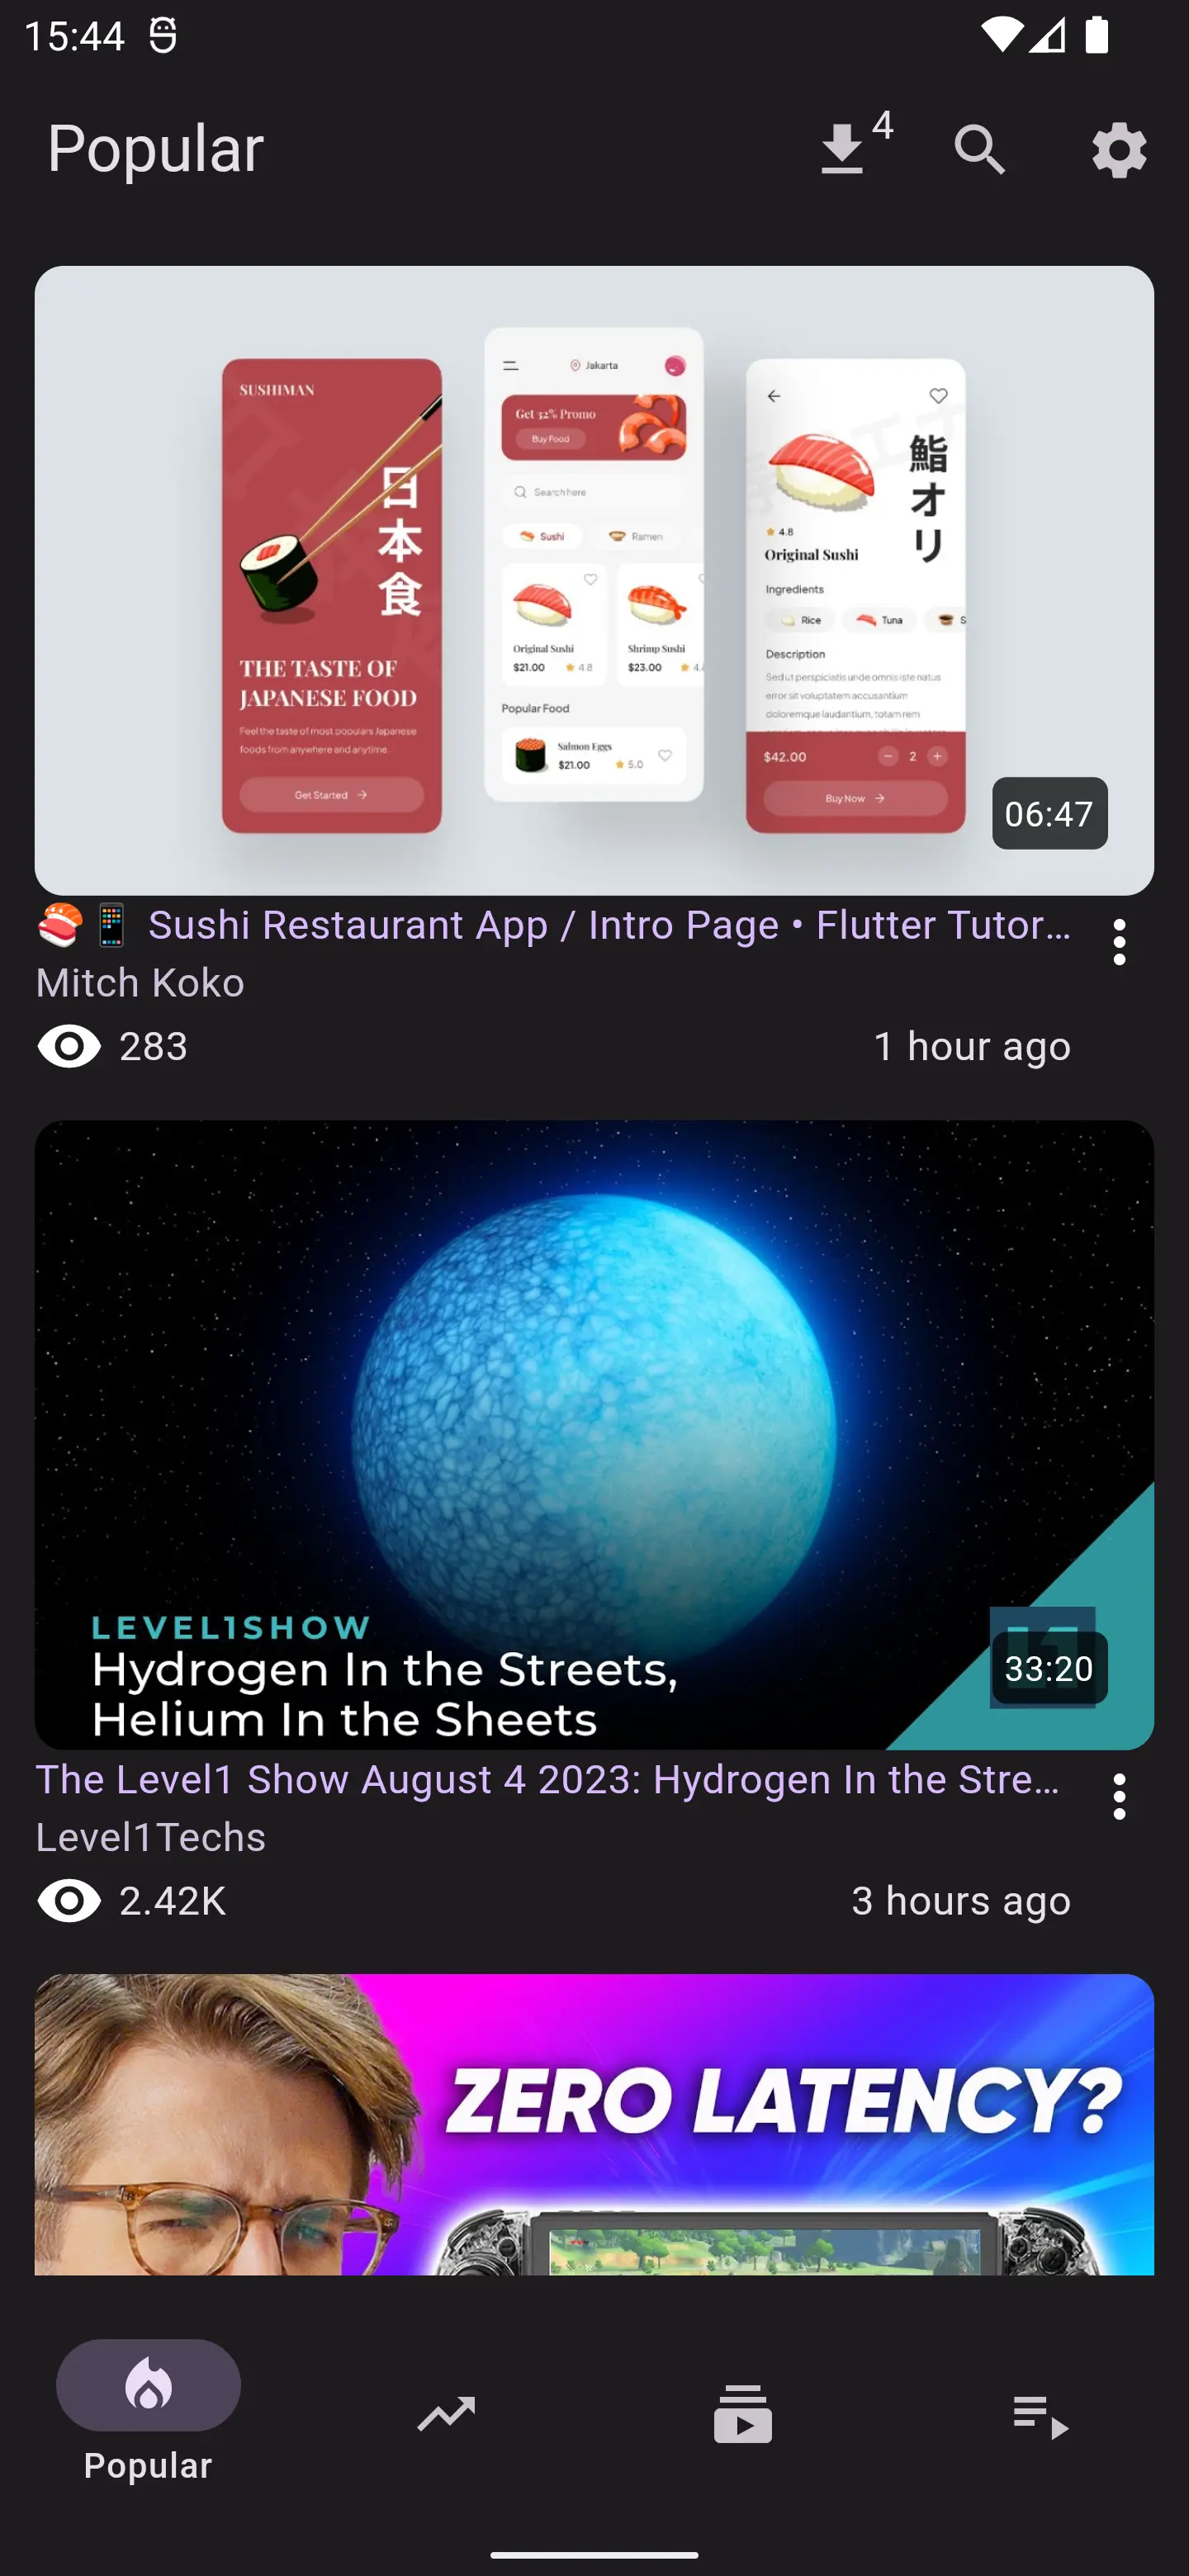 15:44
Popular
4
SUSHIMAN
日
本
食
THE TASTE OF
JAPANESE FOOD
Feel the taste of most populars Japanese
foods from anywhere and anytime.
Get Started
Jakarta
Get 32% Promo
Buy Food
Search here
Sushi
Ramen
Original Sushi
Shrimp Sushi
$21.00
4.8
$23.00
Popular Food
Salmon Eggs
$21.00
5.0
鮨
オ
リ
4.8
Original Sushi
Ingredients
Rice
Tuna
S
Description
Sed ut perspiciatis unde omnis iste natus
error sit voluptatem accusantium
doloremque laudantium, totam rem
$42.00
2
Buy Now
06:47
Sushi Restaurant App / Intro Page • Flutter Tutor...
Mitch Koko
283
1 hour ago
LEVEL1SHOW
Hydrogen In the Streets,
Helium In the Sheets
33:20
The Level1 Show August 4 2023: Hydrogen In the Stre...
Level1Techs
2.42K
3 hours ago
ZERO LATENCY?
Popular